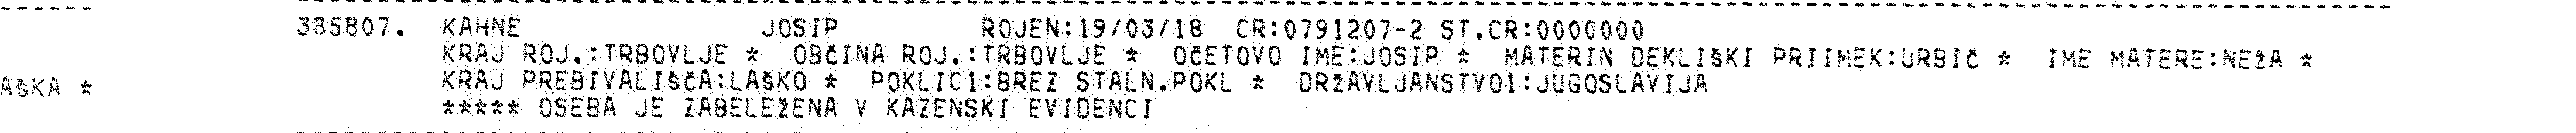 385807. KAHNE JOSIP ROJEN:19/03/18 CR:0791207-2 ST.CR:0000000
KRAJ ROJ.:TRBOVLJE * OBČINA ROJ.:TRBOVLJE * OČETOVO IME:JOSIP * MATERIN DEKLIŠKI PRIIMEK:URBIČ * IME MATERE:NEŽA *
KRAJ PREBIVALIŠČA:LAŠKO * POKLIC1:BREZ STALN.POKL * DRŽAVLJANSTVO1:JUGOSLAVIJA
AŠKA *
***** OSEBA JE ZABELEŽENA V KAZENSKI EVIDENCI